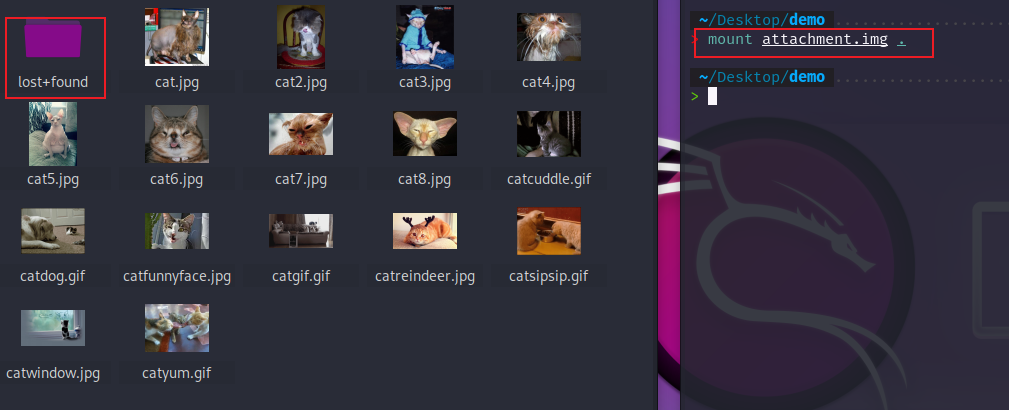 lost+found
cat.jpg
cat2.jpg
cat3.jpg
cat4.jpg
cat5.jpg
cat6.jpg
cat7.jpg
cat8.jpg
catcuddle.gif
catdog.gif
catfunnyface.jpg
catgif.gif
catreindeer.jpg
catsipsip.gif
catwindow.jpg
catyum.gif
~/Desktop/demo
> mount attachment.img .
~/Desktop/demo
>